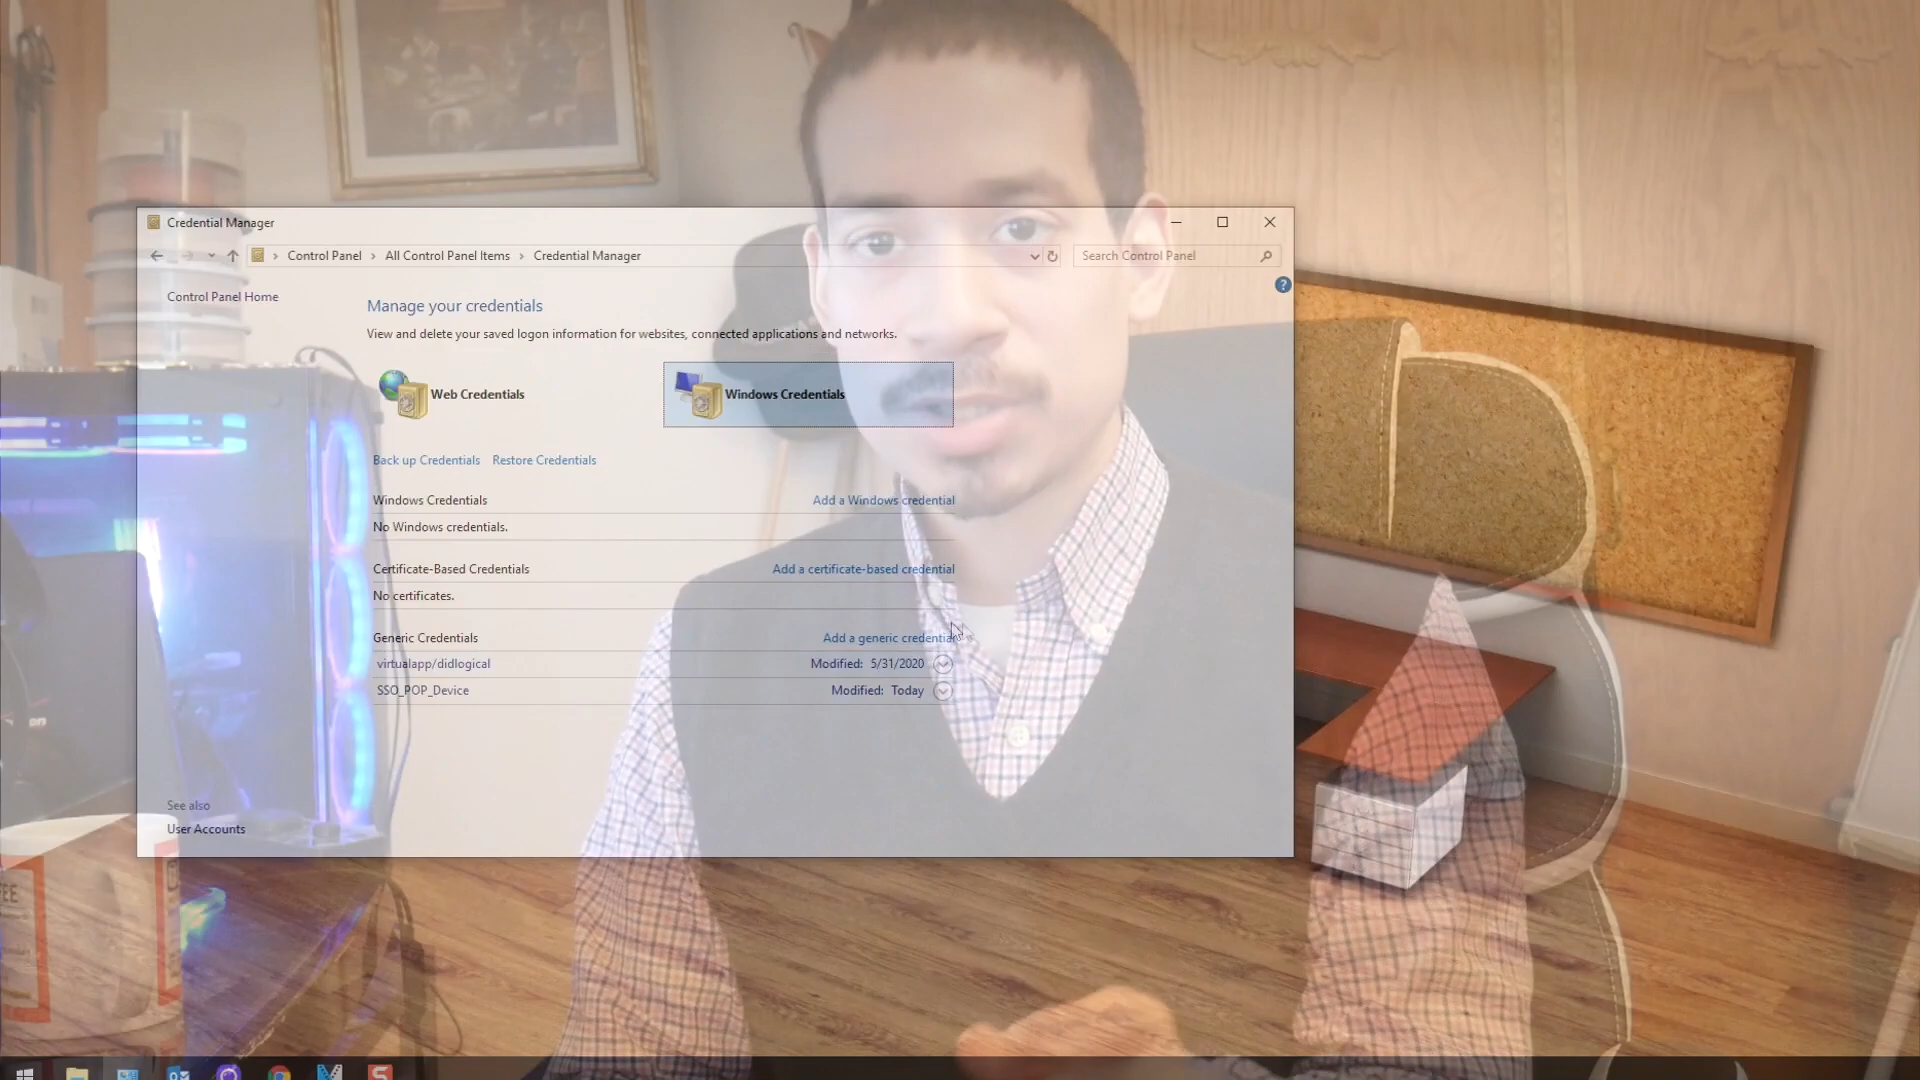 Credential Manager
Control Panel > All Control Panel Items > Credential Manager
Search Control Panel
?
Control Panel Home
Manage your credentials
View and delete your saved logon information for websites, connected applications and networks.
Web Credentials
Windows Credentials
Back up Credentials Restore Credentials
Windows Credentials Add a Windows credential
No Windows credentials.
Certificate-Based Credentials Add a certificate-based credential
No certificates.
Generic Credentials Add a generic credential
virtualapp/didlogical Modified: 5/31/2020
SSO_POP_Device Modified: Today
See also
User Accounts